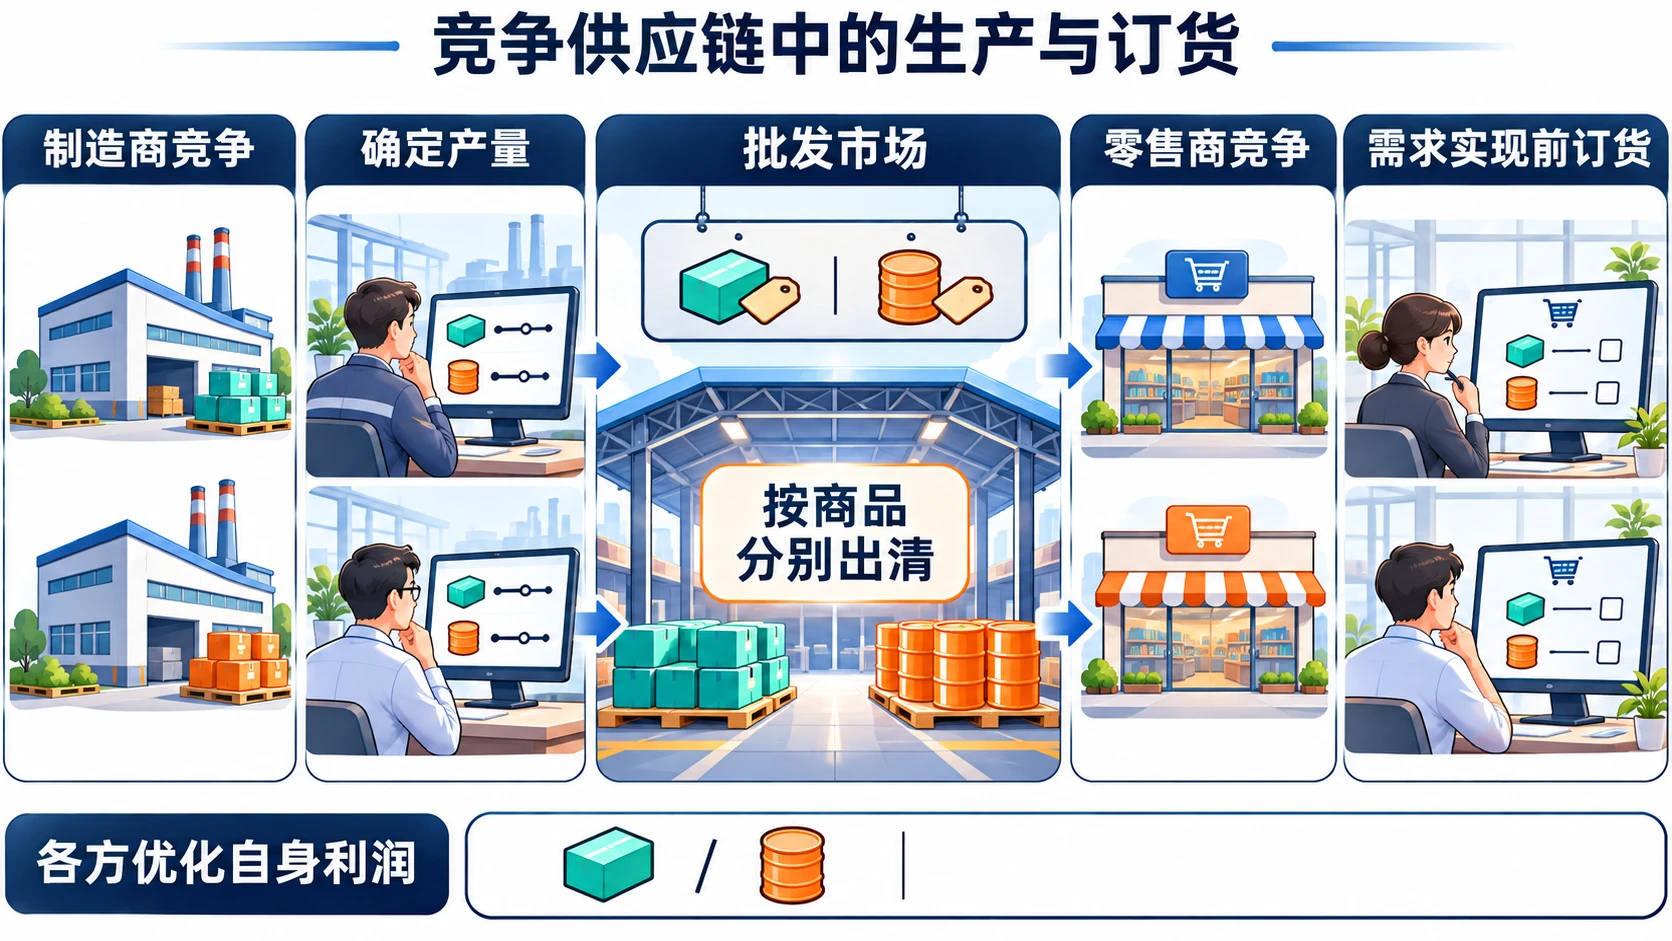 竞争供应链中的生产与订货
制造商竞争
确定产量
批发市场
零售商竞争
需求实现前订货
按商品
分别出清
各方优化自身利润
/